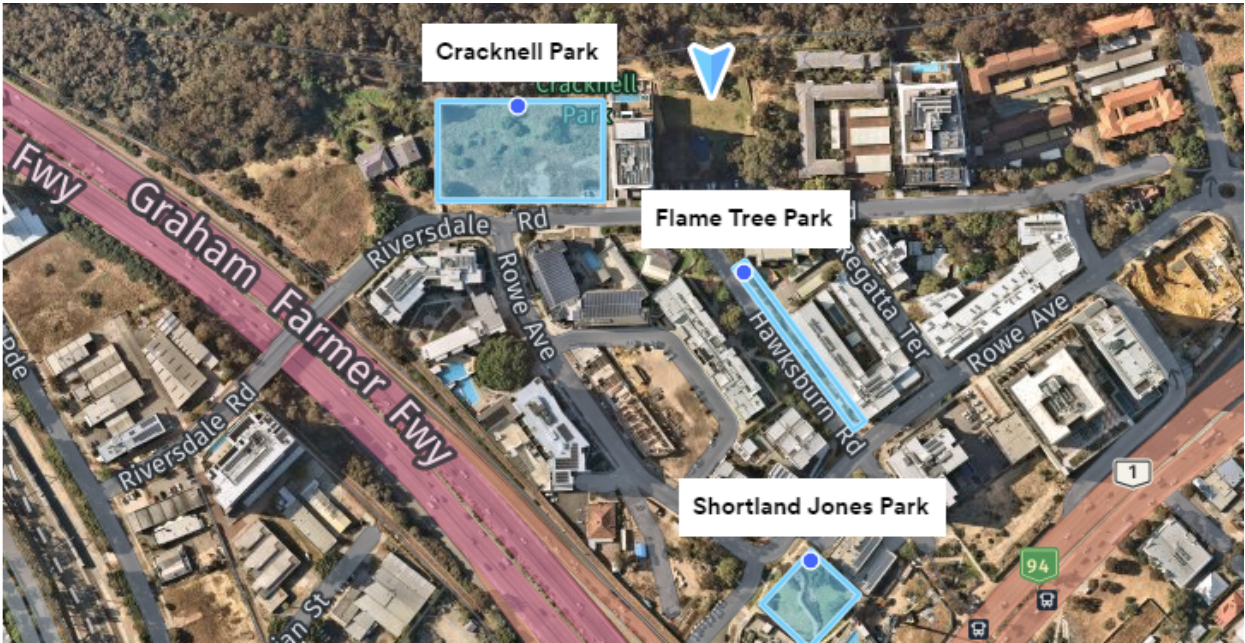 Cracknell Park
Cracknell
Park
Fwy
Graham Farmer Fwy
Riversdale Rd
Flame Tree Park
Rowe Ave
Regatta Ter
Hawksburn Rd
Rowe Ave
Riversdale Rd
Shortland Jones Park
1
94